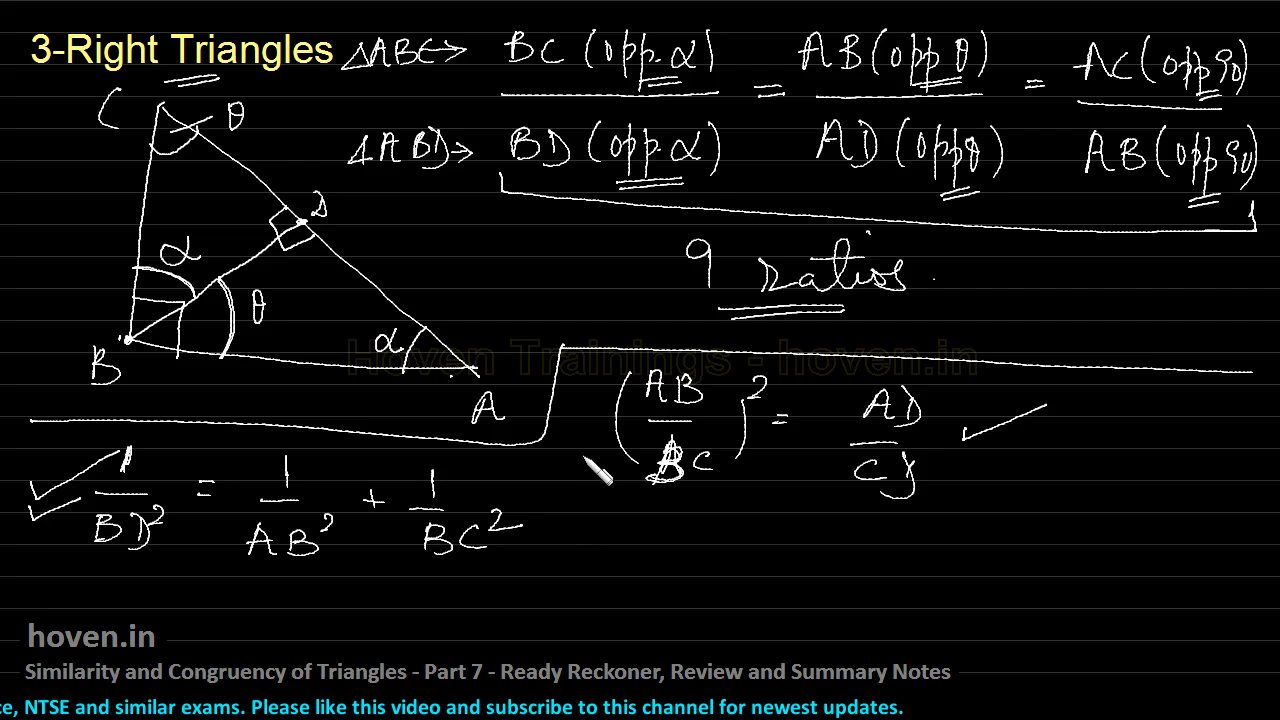 3-Right Triangles
△ABC → BC (opp. α) = AB (opp θ) = AC (opp 90)
△ABD → BD (opp. α) AD (opp θ) AB (opp 90)
C θ
D
α
θ
α
B
A
9 ratios.
Hoven Trainings - hoven.in
(AB/BC)² = AD/CD ✓
✓ 1/BD² = 1/AB² + 1/BC²
hoven.in
Similarity and Congruency of Triangles - Part 7 - Ready Reckoner, Review and Summary Notes
ce, NTSE and similar exams. Please like this video and subscribe to this channel for newest updates.